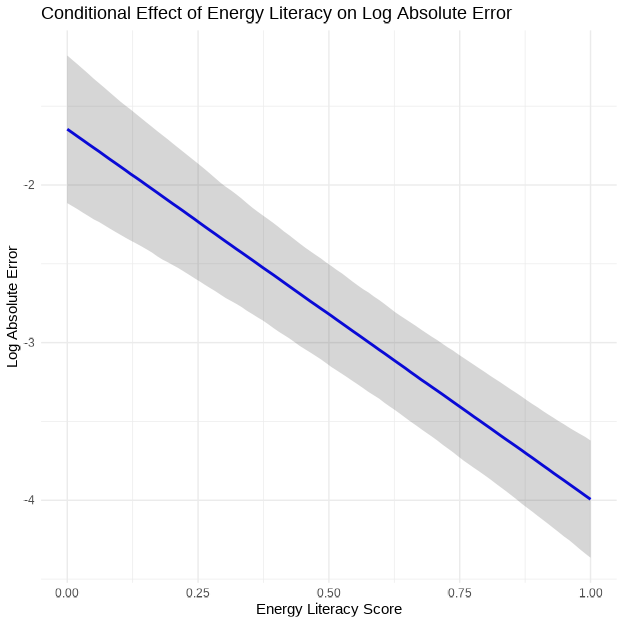 Conditional Effect of Energy Literacy on Log Absolute Error
Log Absolute Error
-2
-3
-4
0.00 0.25 0.50 0.75 1.00
Energy Literacy Score